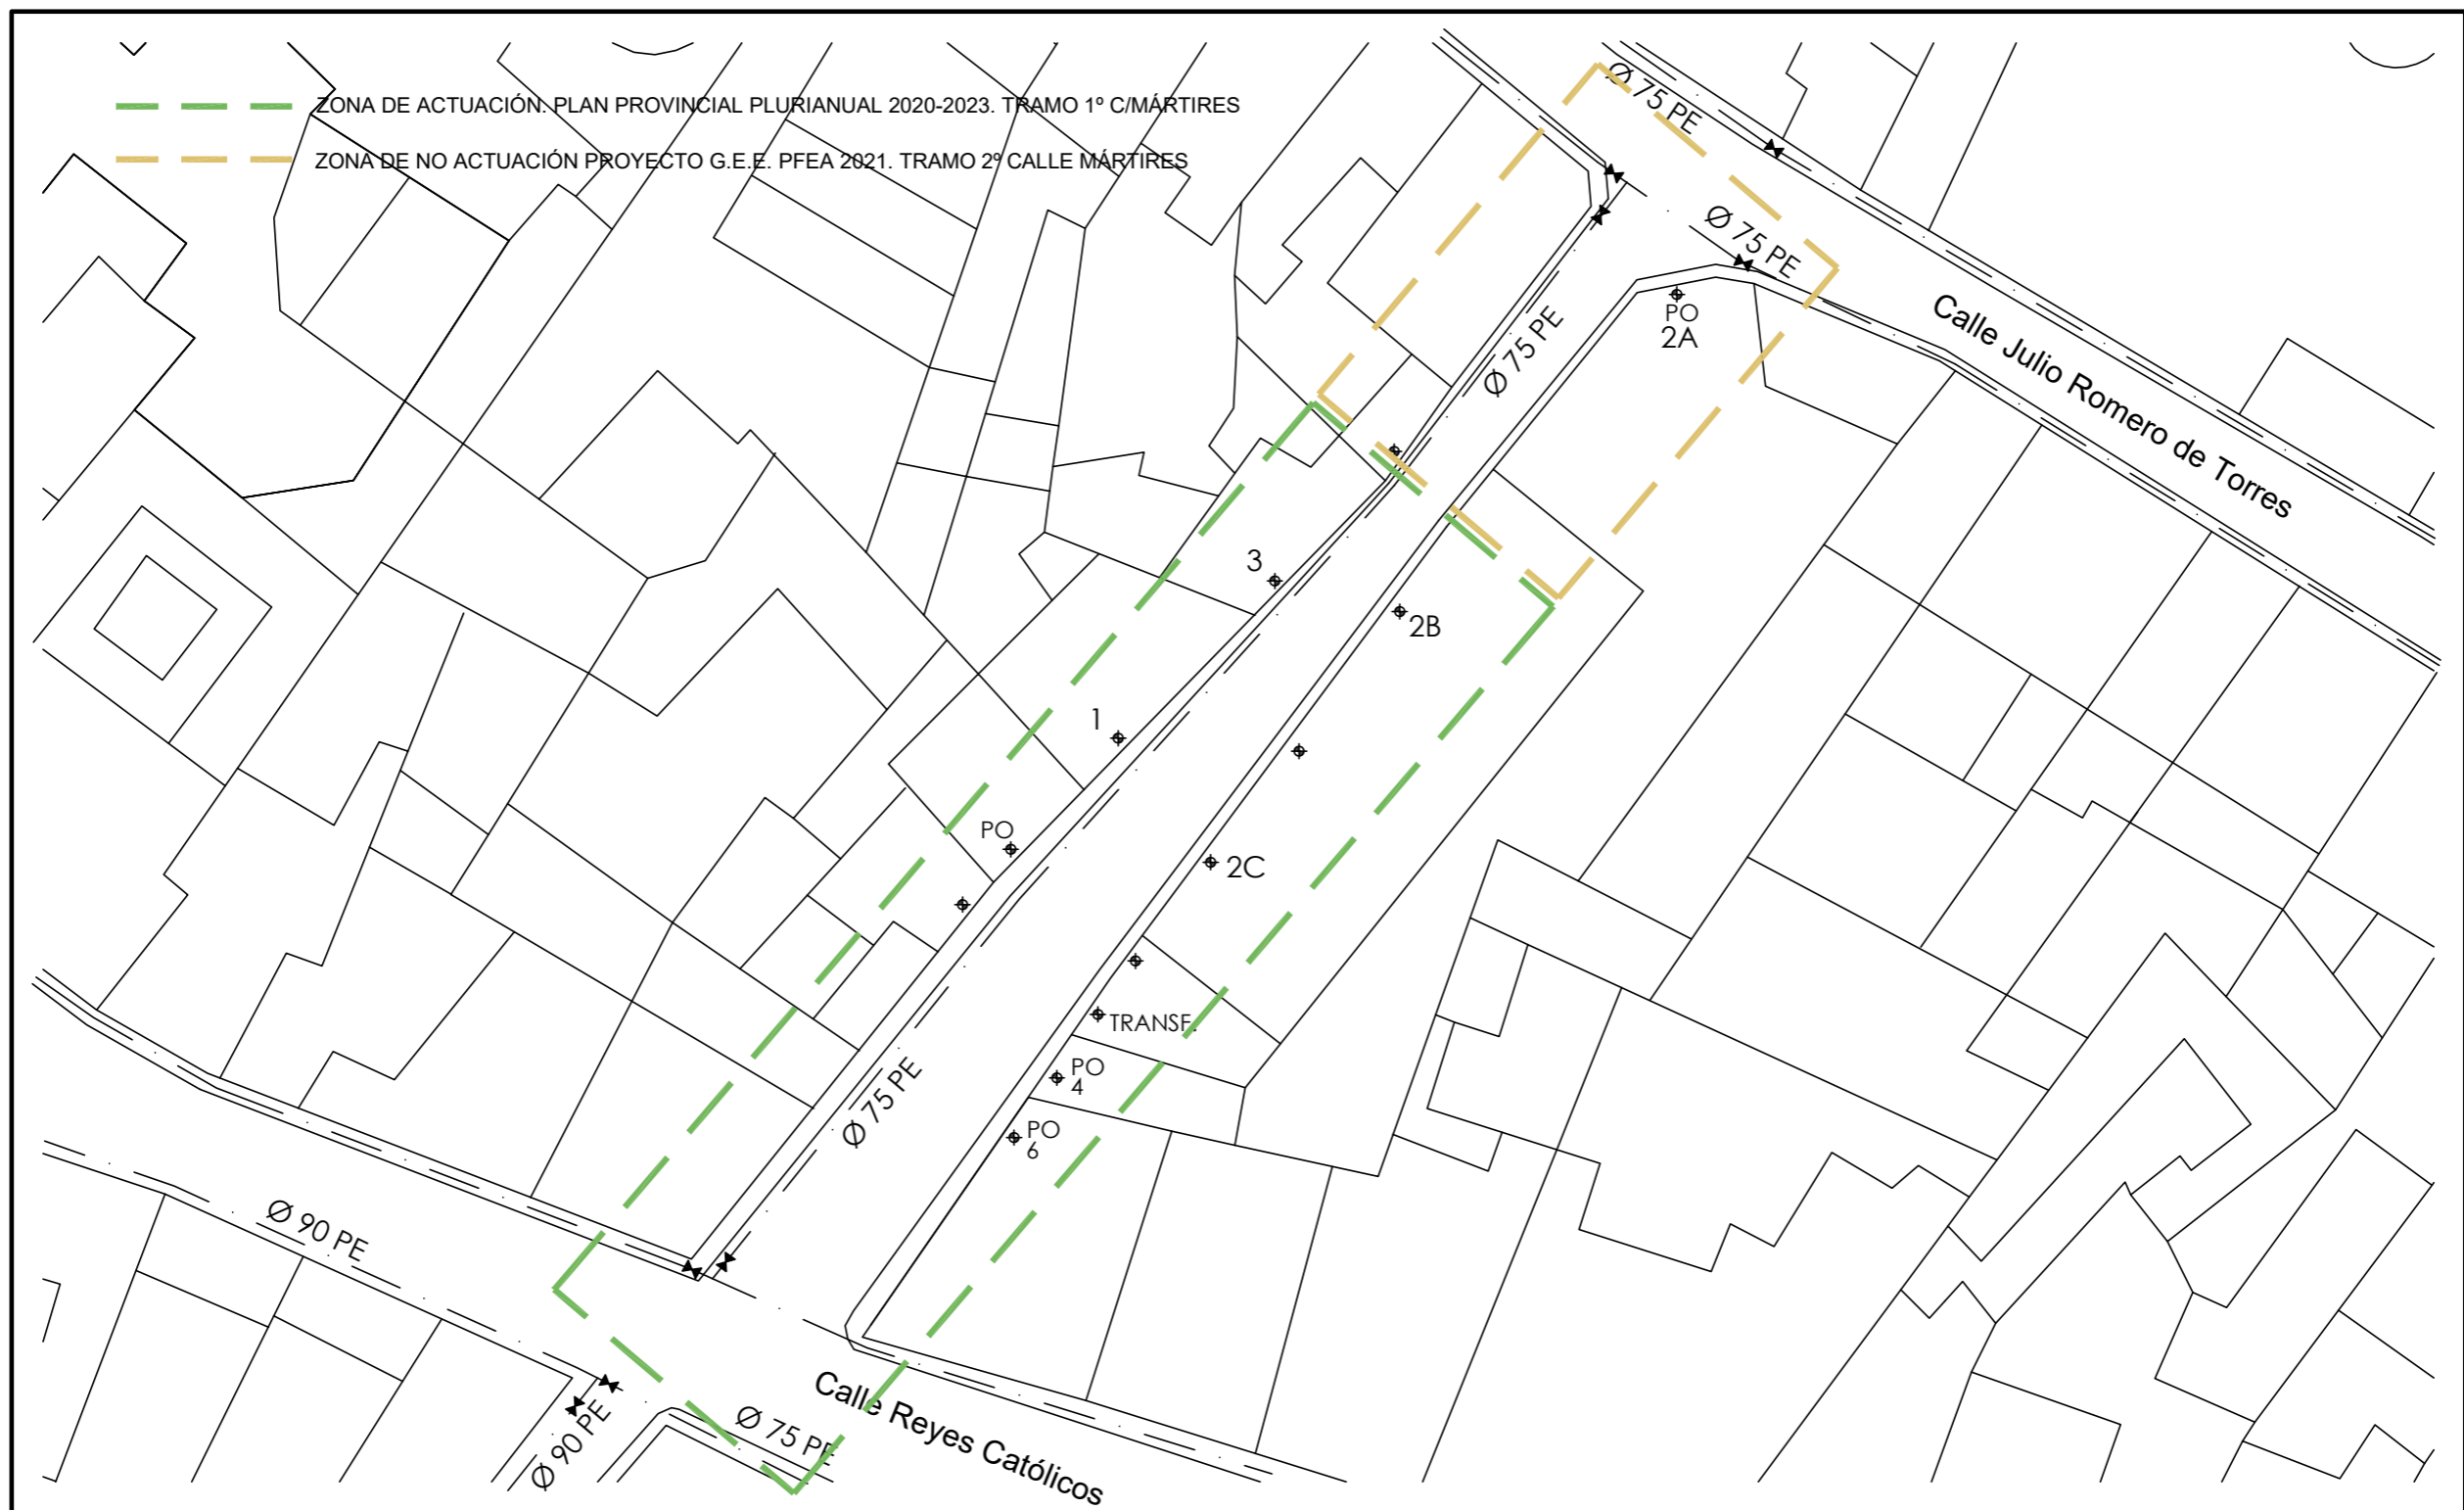 ZONA DE ACTUACIÓN. PLAN PROVINCIAL PLURIANUAL 2020-2023. TRAMO 1º C/MÁRTIRES
ZONA DE NO ACTUACIÓN PROYECTO G.E.E. PFEA 2021. TRAMO 2º CALLE MÁRTIRES
Ø 75 PE
Ø 75 PE
PO
2A
Calle Julio Romero de Torres
Ø 75 PE
3
2B
1
PO
2C
TRANSF.
PO
4
Ø 75 PE
PO
6
Ø 90 PE
Calle Reyes Católicos
Ø 75 PE
Ø 90 PE